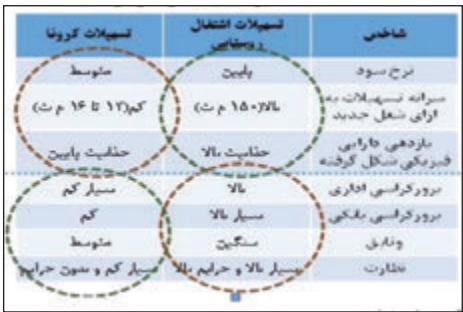 شاخص تسهیلات اشتغال روستایی تسهیلات کرونا
نرخ سود پایین متوسط
سرانه تسهیلات به ازای شغل جدید بالا(۱۵۰ م ت) کم(۱۲ تا ۱۶ م ت)
بازدهی دارایی فیزیکی شکل گرفته جذابیت بالا جذابیت پایین
بروکراسی اداری بالا بسیار کم
بروکراسی بانکی بسیار بالا کم
وثایق سنگین متوسط
نظارت بسیار بالا و جرایم بالا بسیار کم و بدون جرایم